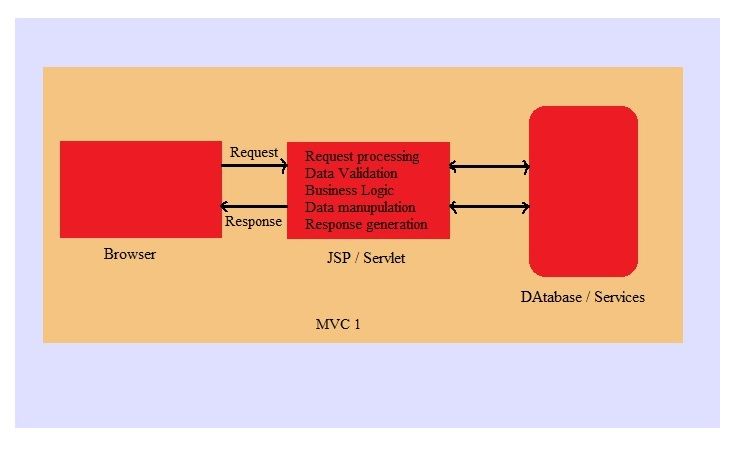 Request
Response
Browser
Request processing
Data Validation
Business Logic
Data manupulation
Response generation
JSP / Servlet
DAtabase / Services
MVC 1